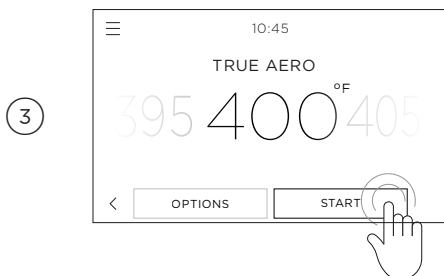 10:45
TRUE AERO
3
395 400°F 405
< OPTIONS START